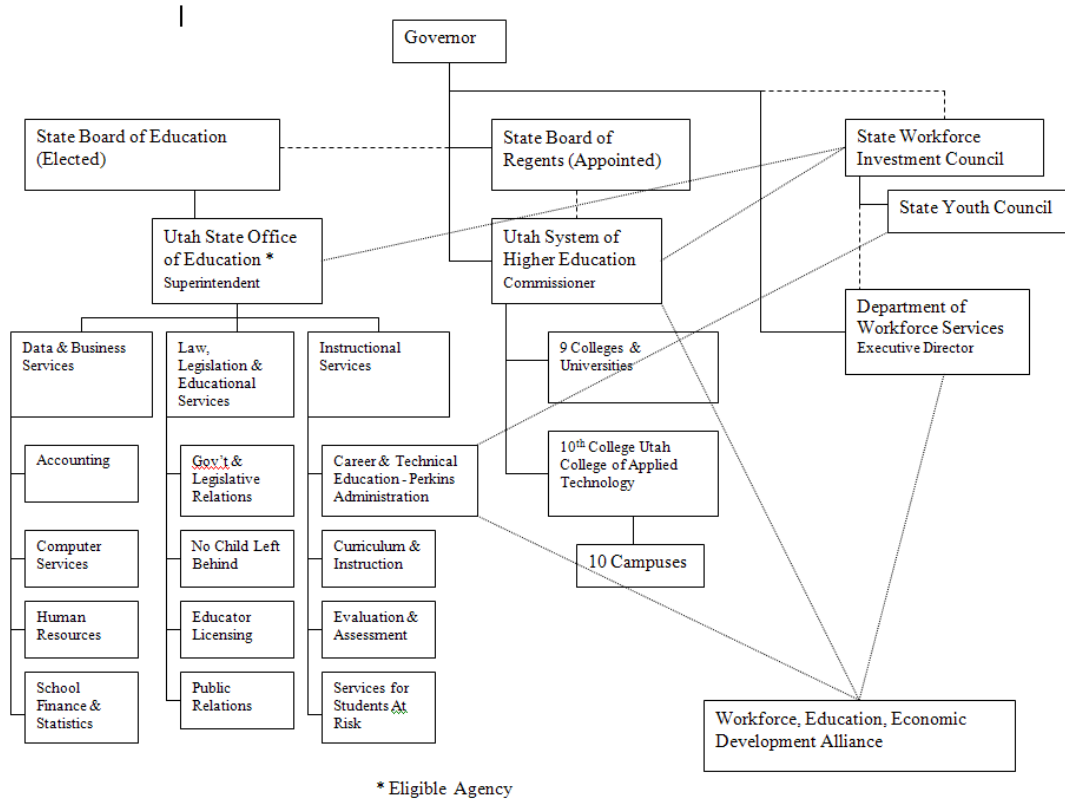 Governor
State Board of Education
(Elected)
State Board of
Regents (Appointed)
State Workforce
Investment Council
State Youth Council
Utah State Office
of Education *
Superintendent
Utah System of
Higher Education
Commissioner
Department of
Workforce Services
Executive Director
Data & Business
Services
Law,
Legislation &
Educational
Services
Instructional
Services
9 Colleges &
Universities
Accounting
Gov't &
Legislative
Relations
Career & Technical
Education - Perkins
Administration
10th College Utah
College of Applied
Technology
Computer
Services
No Child Left
Behind
Curriculum &
Instruction
10 Campuses
Human
Resources
Educator
Licensing
Evaluation &
Assessment
School
Finance &
Statistics
Public
Relations
Services for
Students At
Risk
Workforce, Education, Economic
Development Alliance
* Eligible Agency